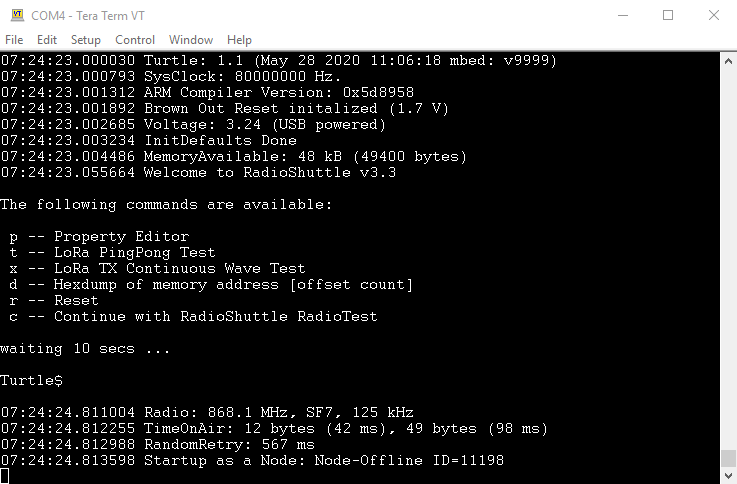 COM4 - Tera Term VT
File Edit Setup Control Window Help
07:24:23.000030 Turtle: 1.1 (May 28 2020 11:06:18 mbed: v9999)
07:24:23.000793 SysClock: 80000000 Hz.
07:24:23.001312 ARM Compiler Version: 0x5d8958
07:24:23.001892 Brown Out Reset initalized (1.7 V)
07:24:23.002685 Voltage: 3.24 (USB powered)
07:24:23.003234 InitDefaults Done
07:24:23.004486 MemoryAvailable: 48 kB (49400 bytes)
07:24:23.055664 Welcome to RadioShuttle v3.3
The following commands are available:
p -- Property Editor
t -- LoRa PingPong Test
x -- LoRa TX Continuous Wave Test
d -- Hexdump of memory address [offset count]
r -- Reset
c -- Continue with RadioShuttle RadioTest
waiting 10 secs ...
Turtle$
07:24:24.811004 Radio: 868.1 MHz, SF7, 125 kHz
07:24:24.812255 TimeOnAir: 12 bytes (42 ms), 49 bytes (98 ms)
07:24:24.812988 RandomRetry: 567 ms
07:24:24.813598 Startup as a Node: Node-Offline ID=11198